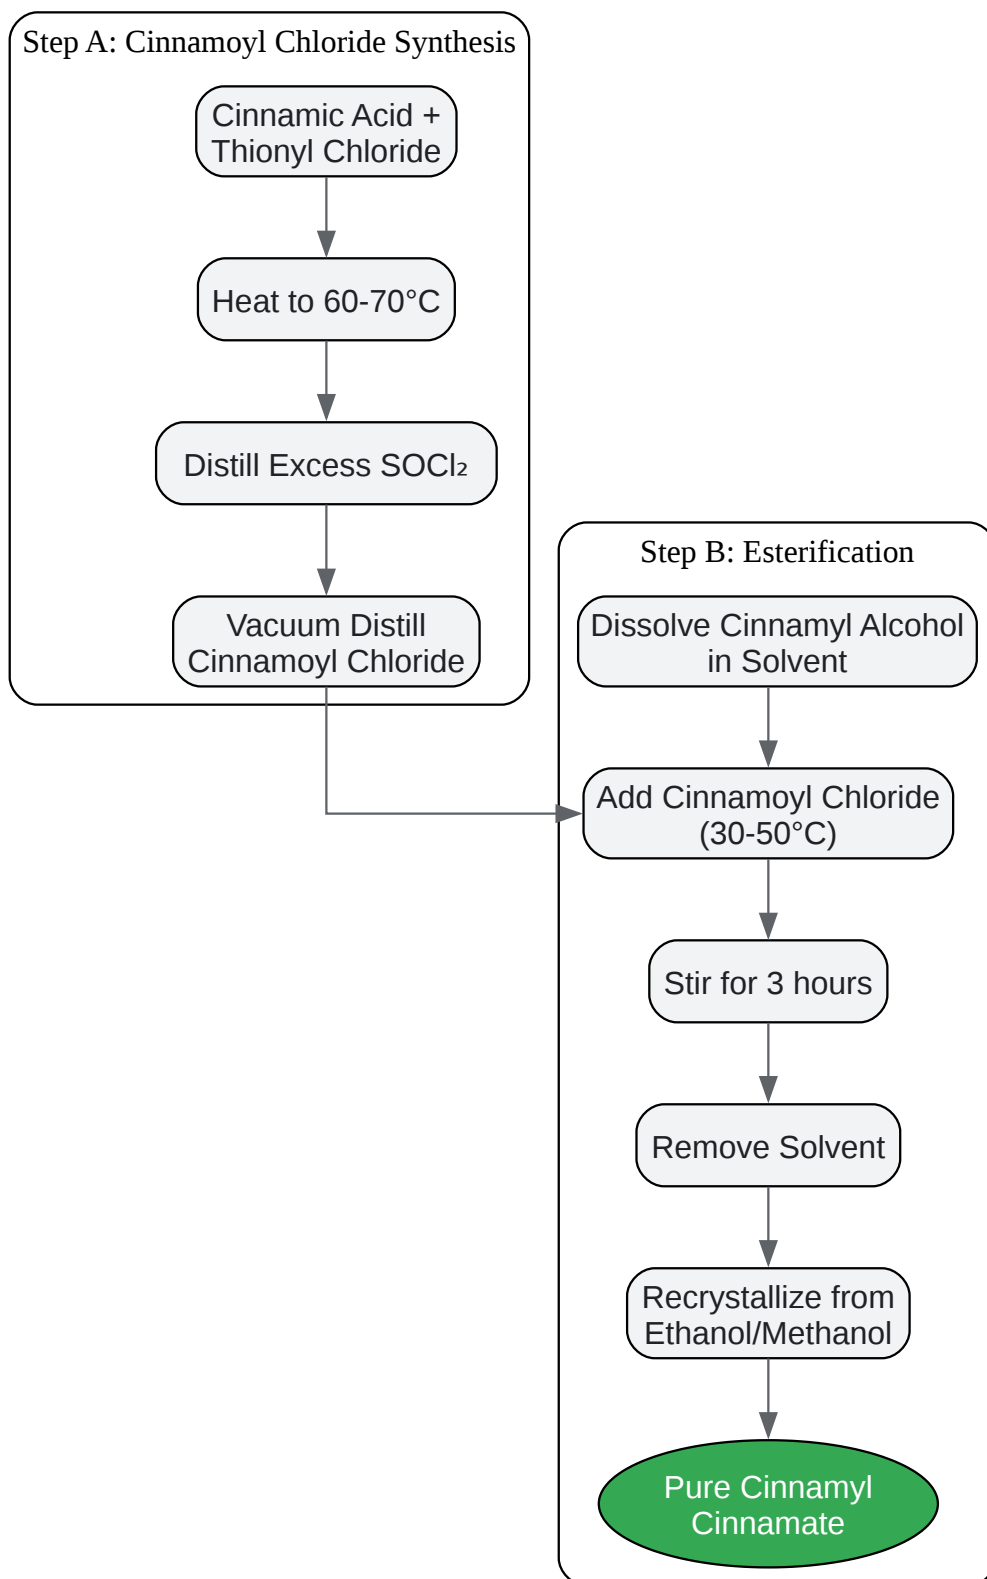 Step A: Cinnamoyl Chloride Synthesis
Cinnamic Acid +
Thionyl Chloride
Heat to 60-70°C
Distill Excess SOCl₂
Vacuum Distill
Cinnamoyl Chloride
Step B: Esterification
Dissolve Cinnamyl Alcohol
in Solvent
Add Cinnamoyl Chloride
(30-50°C)
Stir for 3 hours
Remove Solvent
Recrystallize from
Ethanol/Methanol
Pure Cinnamyl
Cinnamate